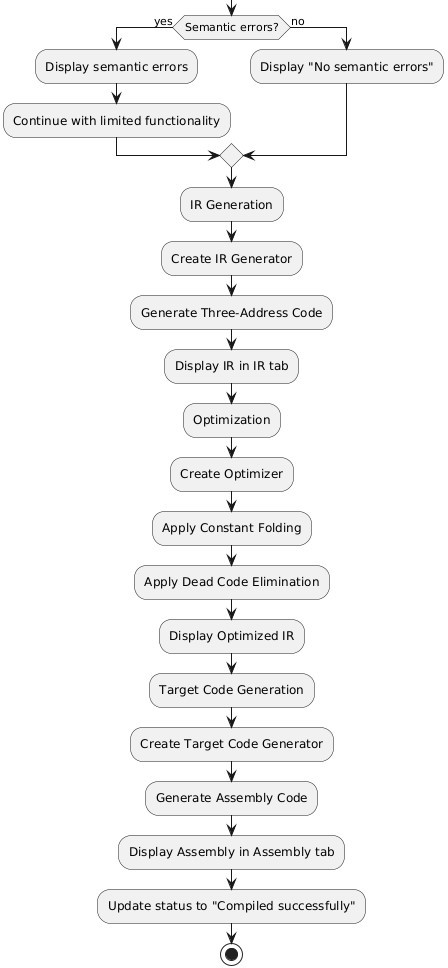 yes
Semantic errors?
no
Display semantic errors
Display "No semantic errors"
Continue with limited functionality
IR Generation
Create IR Generator
Generate Three-Address Code
Display IR in IR tab
Optimization
Create Optimizer
Apply Constant Folding
Apply Dead Code Elimination
Display Optimized IR
Target Code Generation
Create Target Code Generator
Generate Assembly Code
Display Assembly in Assembly tab
Update status to "Compiled successfully"